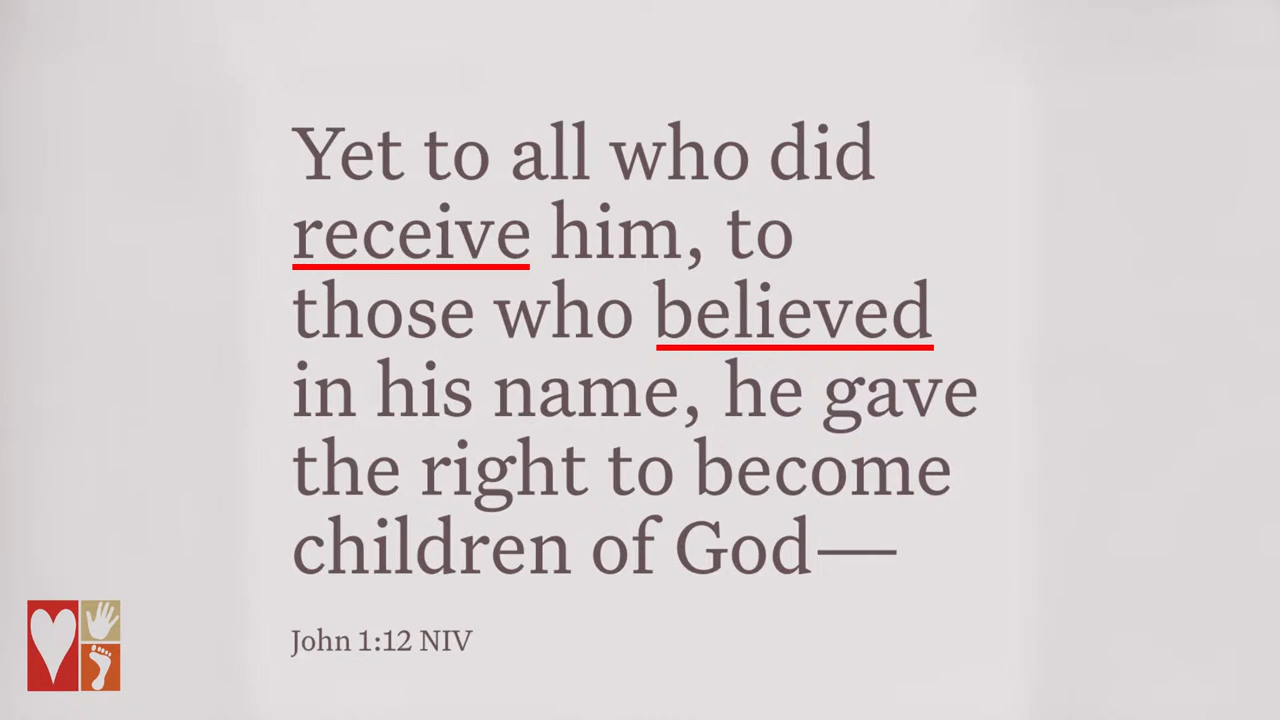 Yet to all who did
receive him, to
those who believed
in his name, he gave
the right to become
children of God—
John 1:12 NIV